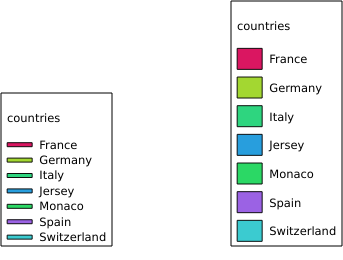 countries
France
Germany
Italy
Jersey
Monaco
Spain
Switzerland
countries
France
Germany
Italy
Jersey
Monaco
Spain
Switzerland